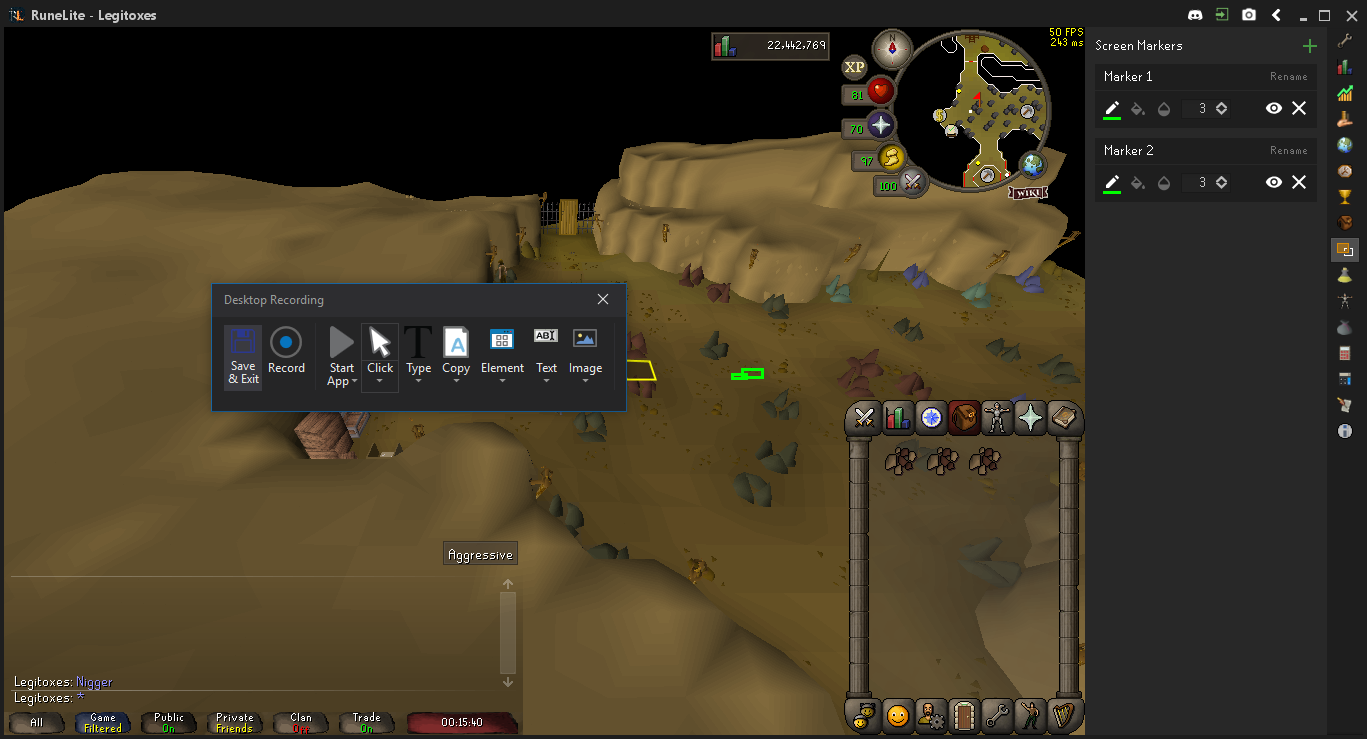 RuneLite - Legitoxes
50 FPS
243 ms
22,442,769
XP
81
70
97
100
N
WIKI
Screen Markers
Marker 1
Rename
3
Marker 2
Rename
3
Desktop Recording
Save & Exit
Record
Start App
Click
Type
Copy
Element
Text
Image
T
A
ABI
Aggressive
Legitoxes: Nigger
Legitoxes: *
All
Game
Filtered
Public
On
Private
Friends
Clan
Off
Trade
On
00:15:40